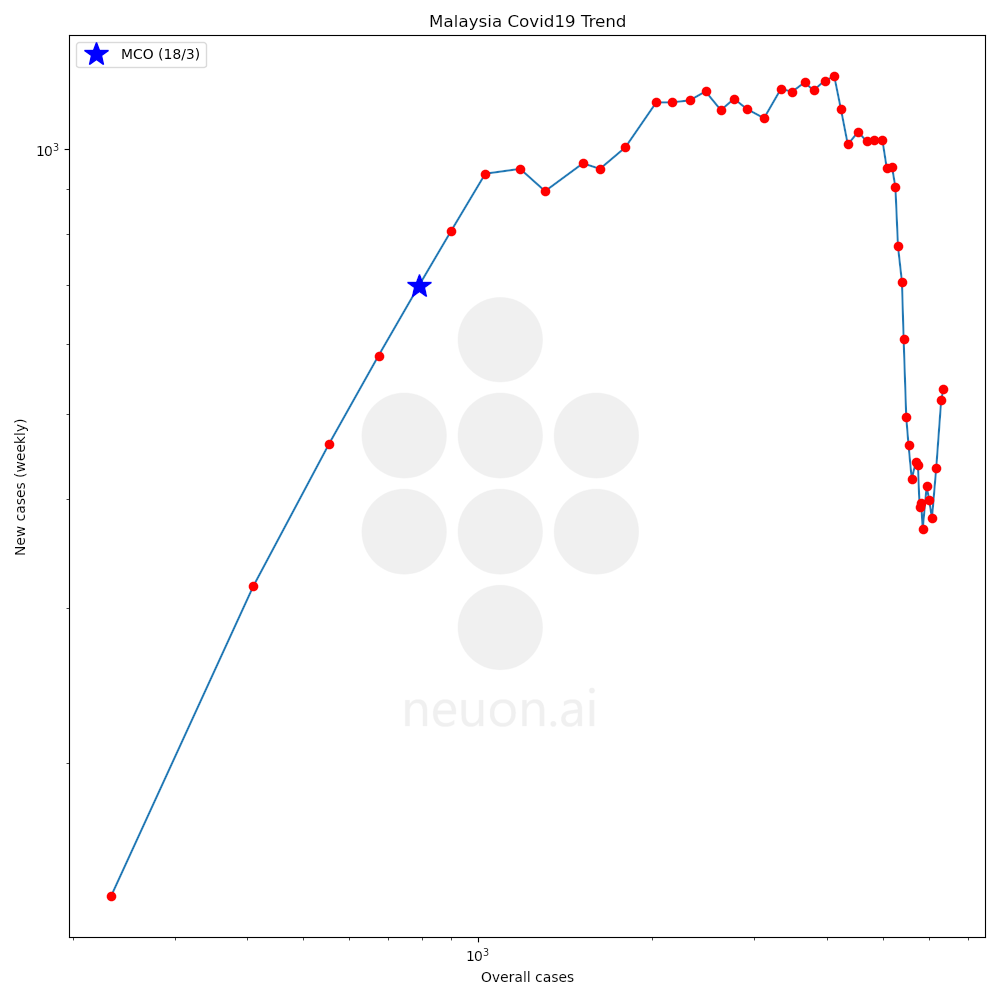 Malaysia Covid19 Trend
MCO (18/3)
10³
New cases (weekly)
neuon.ai
10³
Overall cases